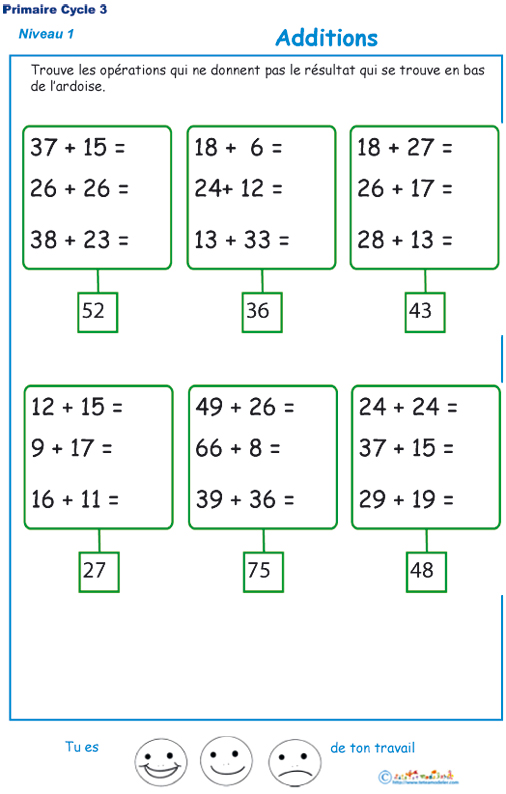 Primaire Cycle 3
Niveau 1
Additions
Trouve les opérations qui ne donnent pas le résultat qui se trouve en bas
de l'ardoise.
37 + 15 =
26 + 26 =
38 + 23 =
52
18 + 6 =
24+ 12 =
13 + 33 =
36
18 + 27 =
26 + 17 =
28 + 13 =
43
12 + 15 =
9 + 17 =
16 + 11 =
27
49 + 26 =
66 + 8 =
39 + 36 =
75
24 + 24 =
37 + 15 =
29 + 19 =
48
Tu es
de ton travail
©